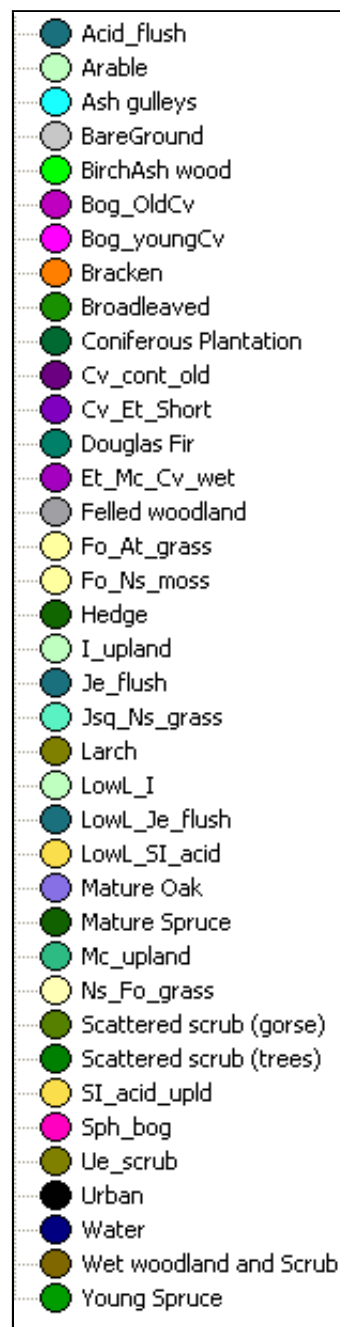 Acid_flush
Arable
Ash gulleys
BareGround
BirchAsh wood
Bog_OldCv
Bog_youngCv
Bracken
Broadleaved
Coniferous Plantation
Cv_cont_old
Cv_Et_Short
Douglas Fir
Et_Mc_Cv_wet
Felled woodland
Fo_At_grass
Fo_Ns_moss
Hedge
I_upland
Je_flush
Jsq_Ns_grass
Larch
LowL_I
LowL_Je_flush
LowL_SI_acid
Mature Oak
Mature Spruce
Mc_upland
Ns_Fo_grass
Scattered scrub (gorse)
Scattered scrub (trees)
SI_acid_upld
Sph_bog
Ue_scrub
Urban
Water
Wet woodland and Scrub
Young Spruce